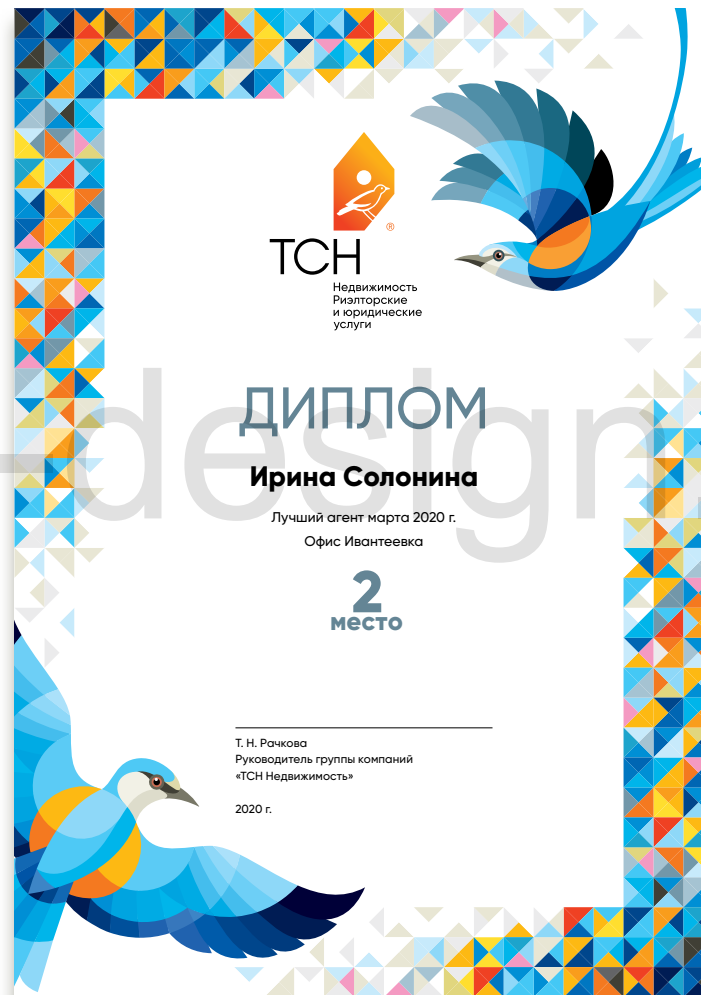 ТСН
®
Недвижимость
Риэлторские
и юридические
услуги
ДИПЛОМ
-design
Ирина Солонина
Лучший агент марта 2020 г.
Офис Ивантеевка
2
место
Т. Н. Рачкова
Руководитель группы компаний
«ТСН Недвижимость»
2020 г.